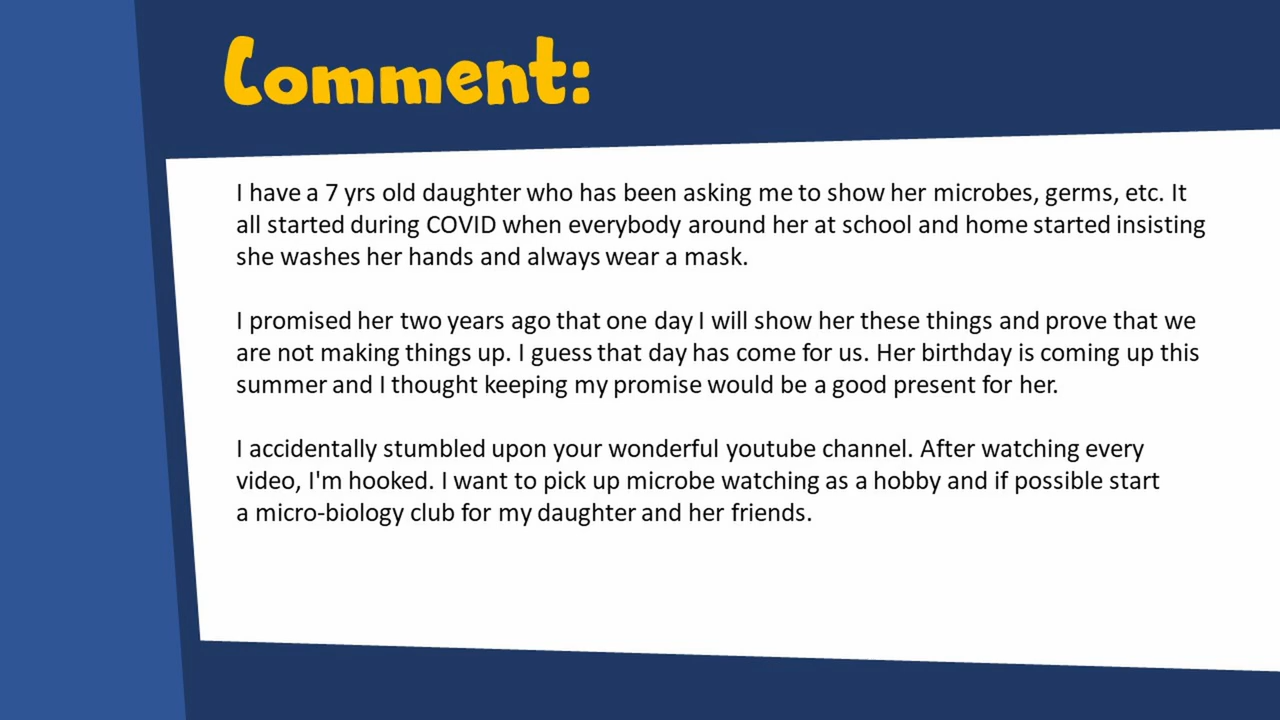 Comment:
I have a 7 yrs old daughter who has been asking me to show her microbes, germs, etc. It
all started during COVID when everybody around her at school and home started insisting
she washes her hands and always wear a mask.
I promised her two years ago that one day I will show her these things and prove that we
are not making things up. I guess that day has come for us. Her birthday is coming up this
summer and I thought keeping my promise would be a good present for her.
I accidentally stumbled upon your wonderful youtube channel. After watching every
video, I'm hooked. I want to pick up microbe watching as a hobby and if possible start
a micro-biology club for my daughter and her friends.